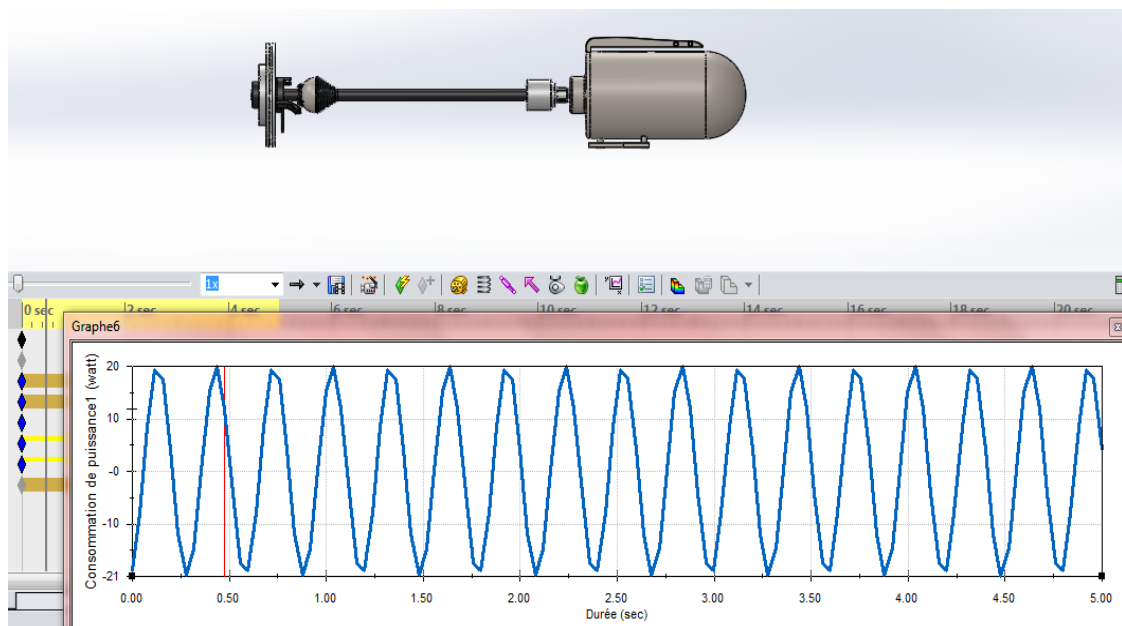 1x
0 sec 2 sec 4 sec 6 sec 8 sec 10 sec 12 sec 14 sec 16 sec 18 sec 20 sec
Graphe6
Consommation de puissance1 (watt)
20
10
-0
-10
-21
0.00 0.50 1.00 1.50 2.00 2.50 3.00 3.50 4.00 4.50 5.00
Durée (sec)